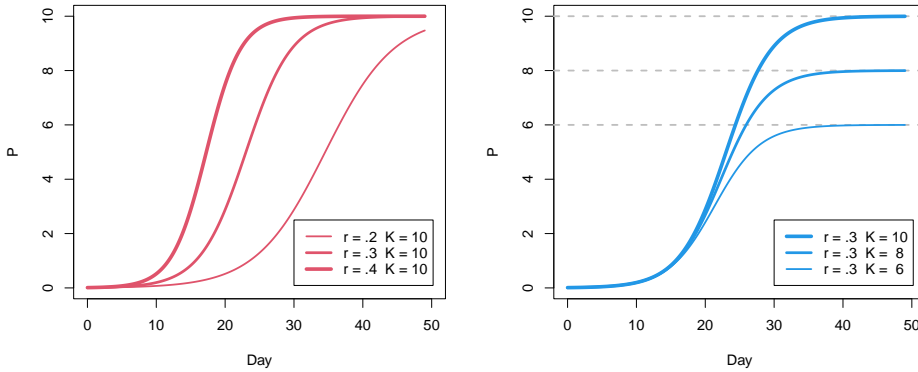 P
10
8
6
4
2
0
r = .2 K = 10
r = .3 K = 10
r = .4 K = 10
0 10 20 30 40 50
Day
P
10
8
6
4
2
0
r = .3 K = 10
r = .3 K = 8
r = .3 K = 6
0 10 20 30 40 50
Day